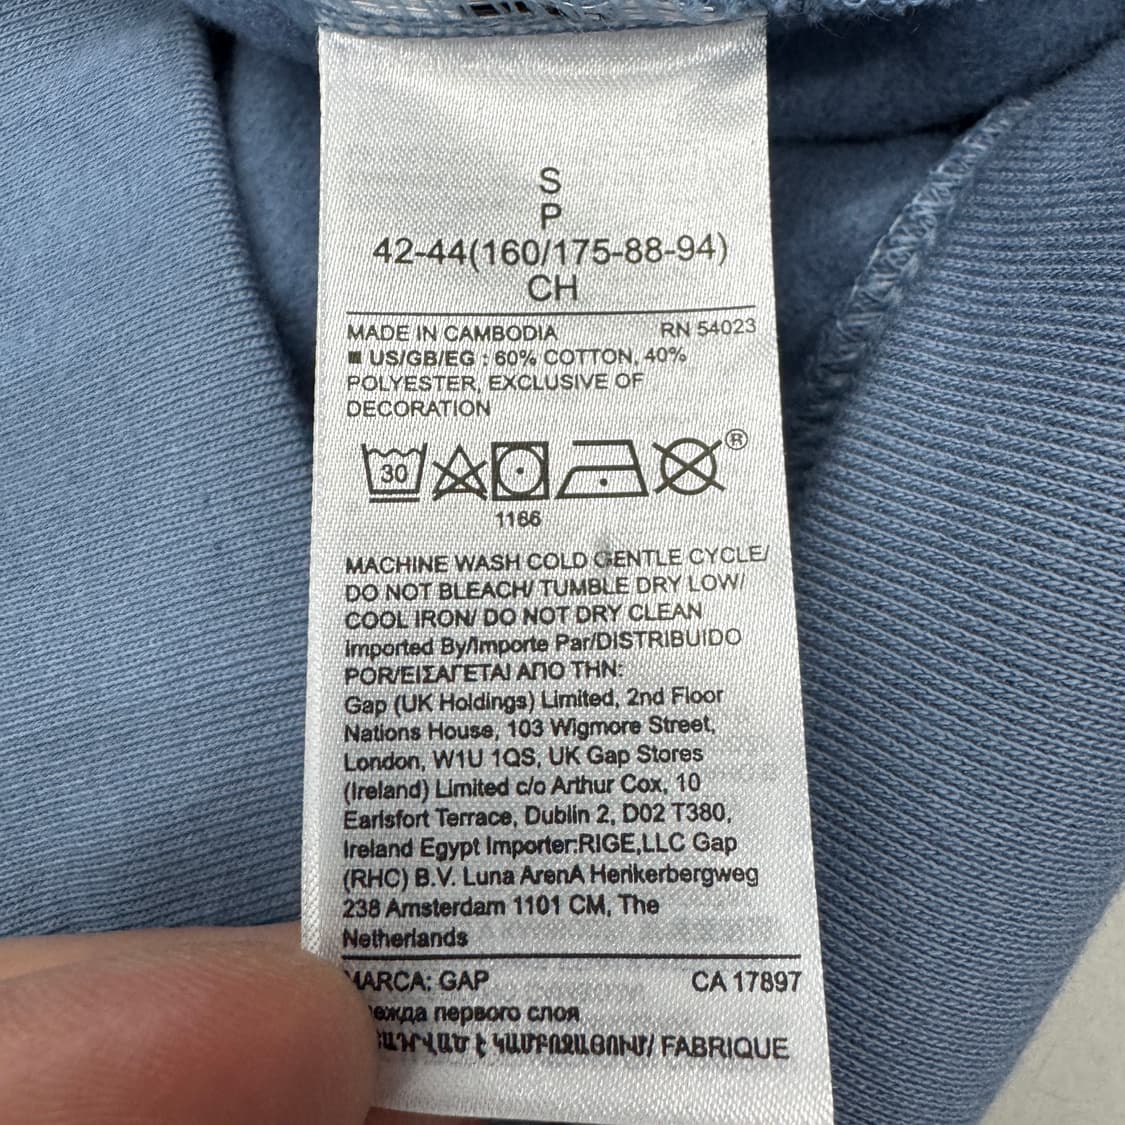 S
P
42-44(160/175-88-94)
CH
MADE IN CAMBODIA RN 54023
■ US/GB/EG : 60% COTTON, 40%
POLYESTER, EXCLUSIVE OF
DECORATION
30 ®
1166
MACHINE WASH COLD GENTLE CYCLE/
DO NOT BLEACH/ TUMBLE DRY LOW/
COOL IRON/ DO NOT DRY CLEAN
Imported By/Importe Par/DISTRIBUIDO
POR/ΕΙΣΑΓΕΤΑΙ ΑΠΟ ΤΗΝ:
Gap (UK Holdings) Limited, 2nd Floor
Nations House, 103 Wigmore Street,
London, W1U 1QS, UK Gap Stores
(Ireland) Limited c/o Arthur Cox, 10
Earlsfort Terrace, Dublin 2, D02 T380,
Ireland Egypt Importer:RIGE,LLC Gap
(RHC) B.V. Luna ArenA Herikerbergweg
238 Amsterdam 1101 CM, The
Netherlands
MARCA: GAP CA 17897
первого слоя
Է ԿԱՄԲՈՋԱՅՈՒՄ/ FABRIQUE